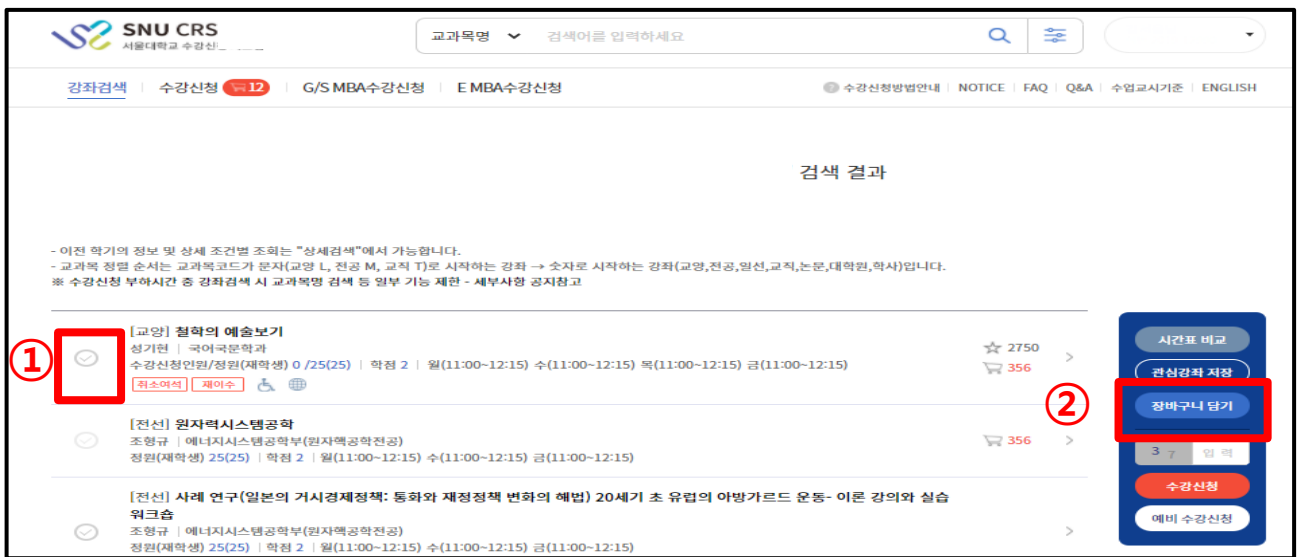 SNU CRS
서울대학교 수강신
교과목명
검색어를 입력하세요
강좌검색 수강신청 12 G/S MBA수강신청 E MBA수강신청
수강신청방법안내 NOTICE FAQ Q&A 수업교시기준 ENGLISH
검색 결과
- 이전 학기의 정보 및 상세 조건별 조회는 "상세검색"에서 가능합니다.
- 교과목 정렬 순서는 교과목코드가 문자(교양 L, 전공 M, 교직 T)로 시작하는 강좌 → 숫자로 시작하는 강좌(교양,전공,일선,교직,논문,대학원,학사)입니다.
※ 수강신청 부하시간 중 강좌검색 시 교과목명 검색 등 일부 기능 제한 - 세부사항 공지참고
①
[교양] 철학의 예술보기
성기현 | 국어국문학과
수강신청인원/정원(재학생) 0 /25(25) | 학점 2 | 월(11:00~12:15) 수(11:00~12:15) 목(11:00~12:15) 금(11:00~12:15)
취소여석 재이수
2750
356
[전선] 원자력시스템공학
조형규 | 에너지시스템공학부(원자핵공학전공)
정원(재학생) 25(25) | 학점 2 | 월(11:00~12:15) 수(11:00~12:15) 금(11:00~12:15)
356
[전선] 사례 연구(일본의 거시경제정책: 통화와 재정정책 변화의 해법) 20세기 초 유럽의 아방가르드 운동- 이론 강의와 실습
워크숍
조형규 | 에너지시스템공학부(원자핵공학전공)
정원(재학생) 25(25) | 학점 2 | 월(11:00~12:15) 수(11:00~12:15) 금(11:00~12:15)
시간표 비교
관심강좌 저장
②
장바구니 담기
3 7 입력
수강신청
예비 수강신청